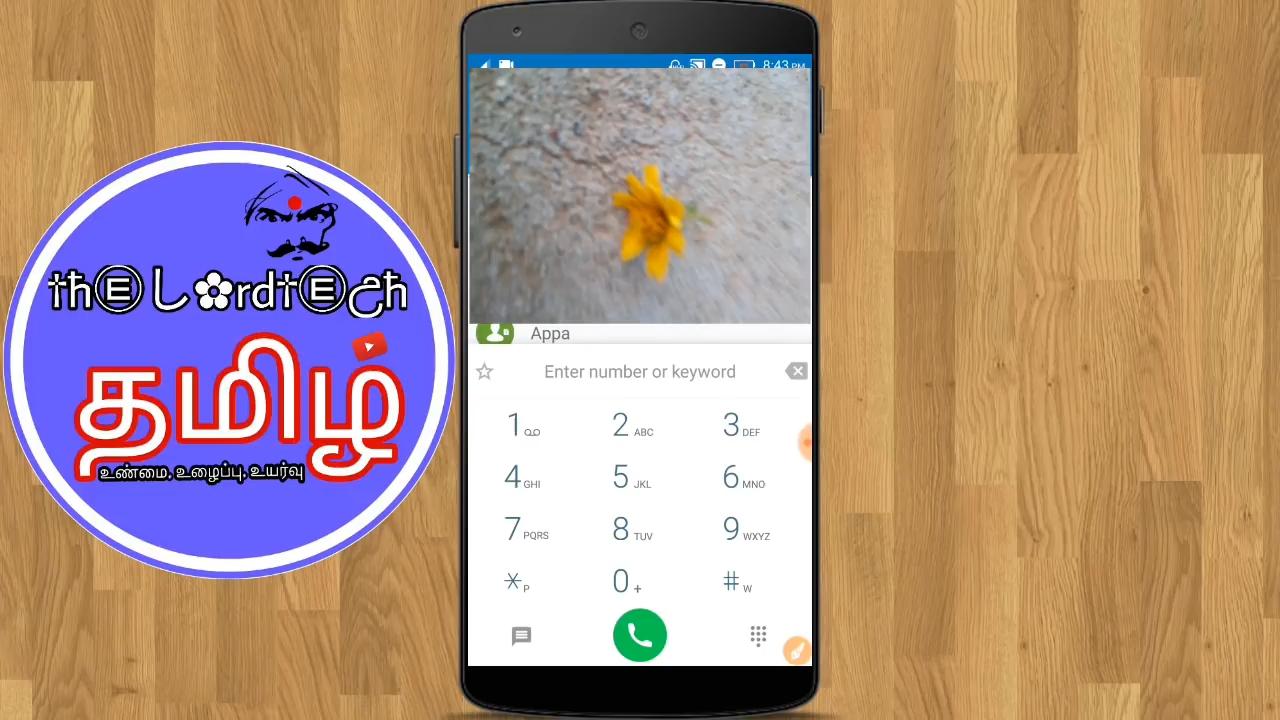 thE LordtEch
தமிழ்
உண்மை, உழைப்பு, உயர்வு
8:43 PM
Appa
Enter number or keyword
1
2 ABC
3 DEF
4 GHI
5 JKL
6 MNO
7 PQRS
8 TUV
9 WXYZ
* P
0 +
# W